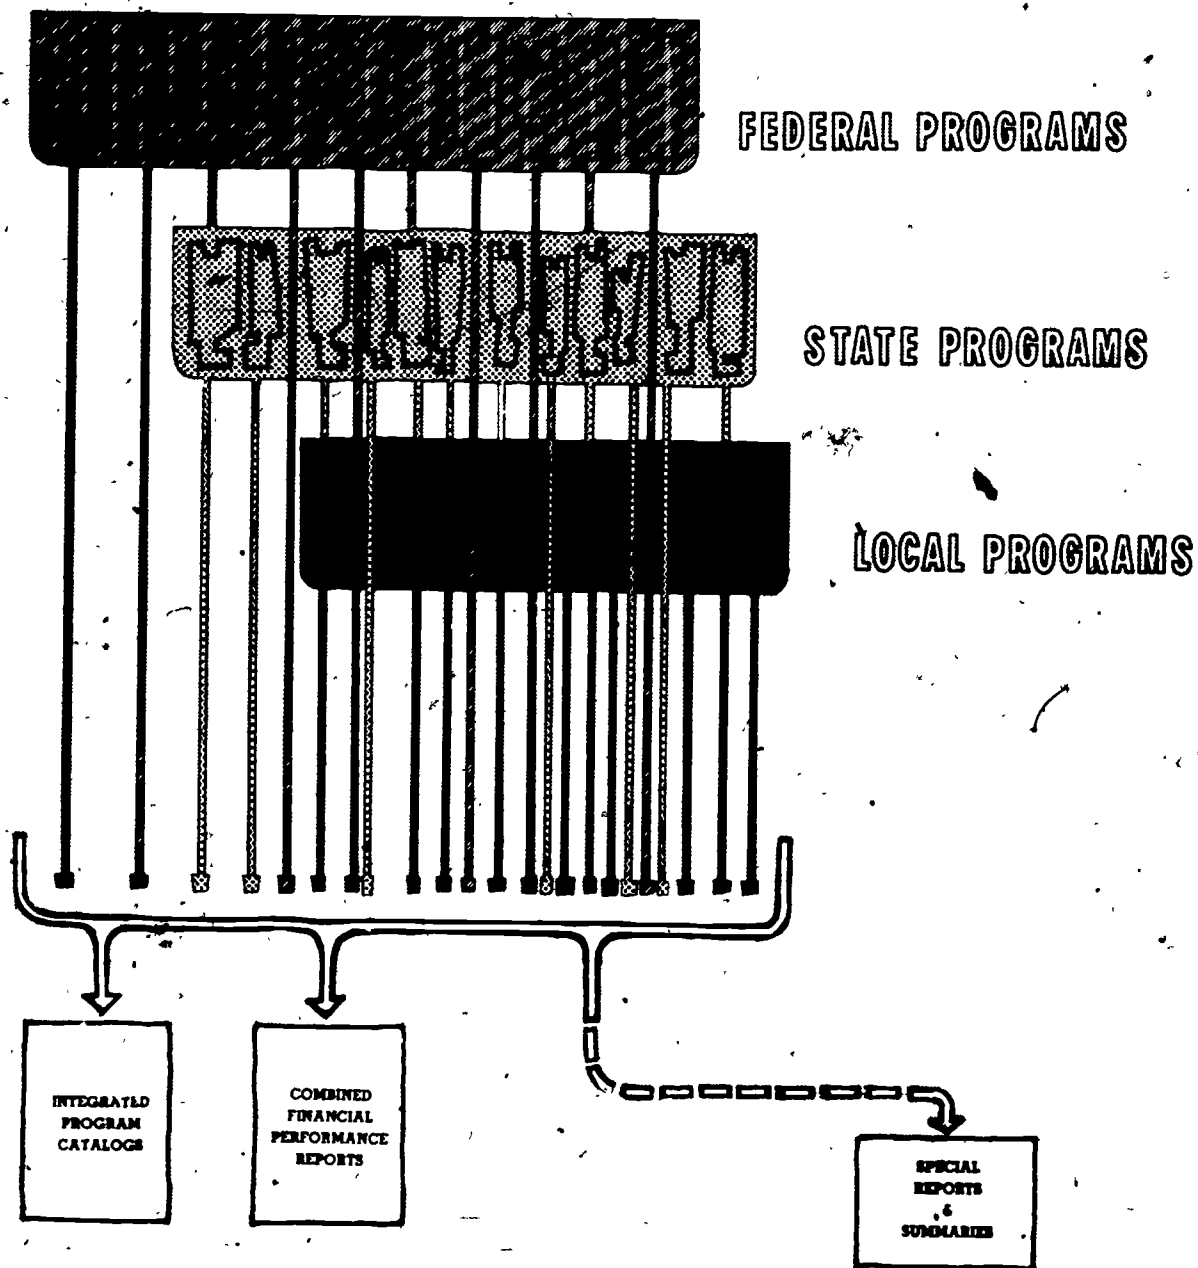 FEDERAL PROGRAMS
STATE PROGRAMS
LOCAL PROGRAMS
INTEGRATED
PROGRAM
CATALOGS
COMBINED
FINANCIAL
PERFORMANCE
REPORTS
SPECIAL
REPORTS
&
SUMMARIES